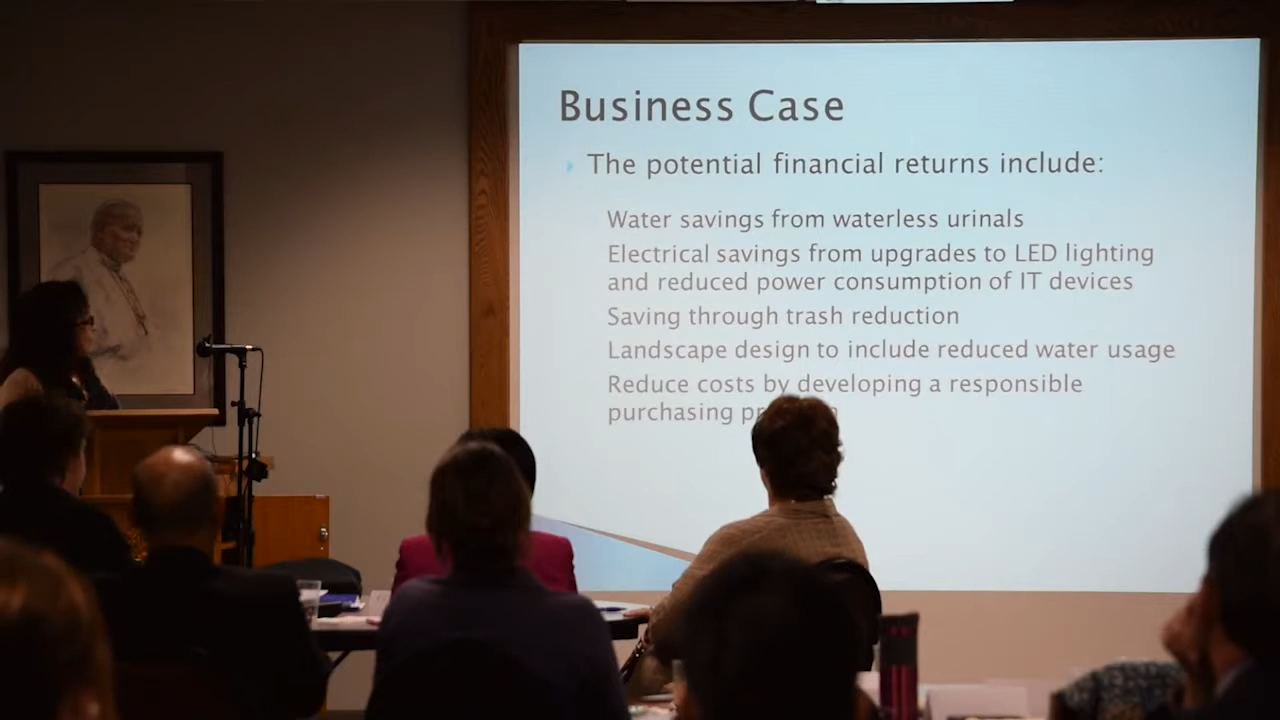 Business Case
The potential financial returns include:
Water savings from waterless urinals
Electrical savings from upgrades to LED lighting
and reduced power consumption of IT devices
Saving through trash reduction
Landscape design to include reduced water usage
Reduce costs by developing a responsible
purchasing